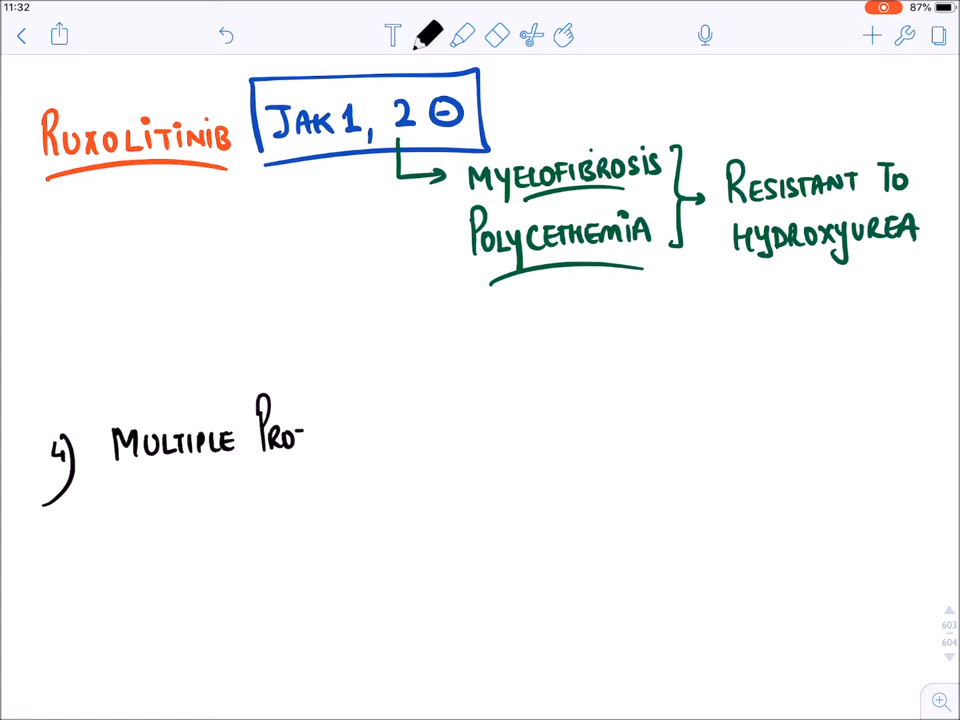 11:32
87%
T
RUXOLITINIB JAK 1, 2 ⊖
MYELOFIBROSIS
POLYCETHEMIA
RESISTANT TO
HYDROXYUREA
4) MULTIPLE PRO-
603
604